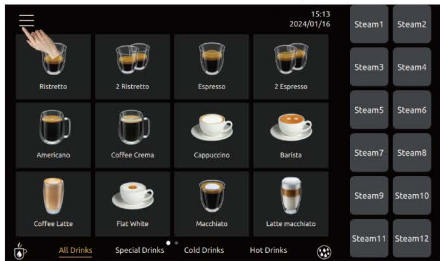 15:13
2024/01/16
Ristretto
2 Ristretto
Espresso
2 Espresso
Americano
Coffee Crema
Cappuccino
Barista
Coffee Latte
Flat White
Macchiato
Latte macchiato
All Drinks
Special Drinks
Cold Drinks
Hot Drinks
Steam1
Steam2
Steam3
Steam4
Steam5
Steam6
Steam7
Steam8
Steam9
Steam10
Steam11
Steam12